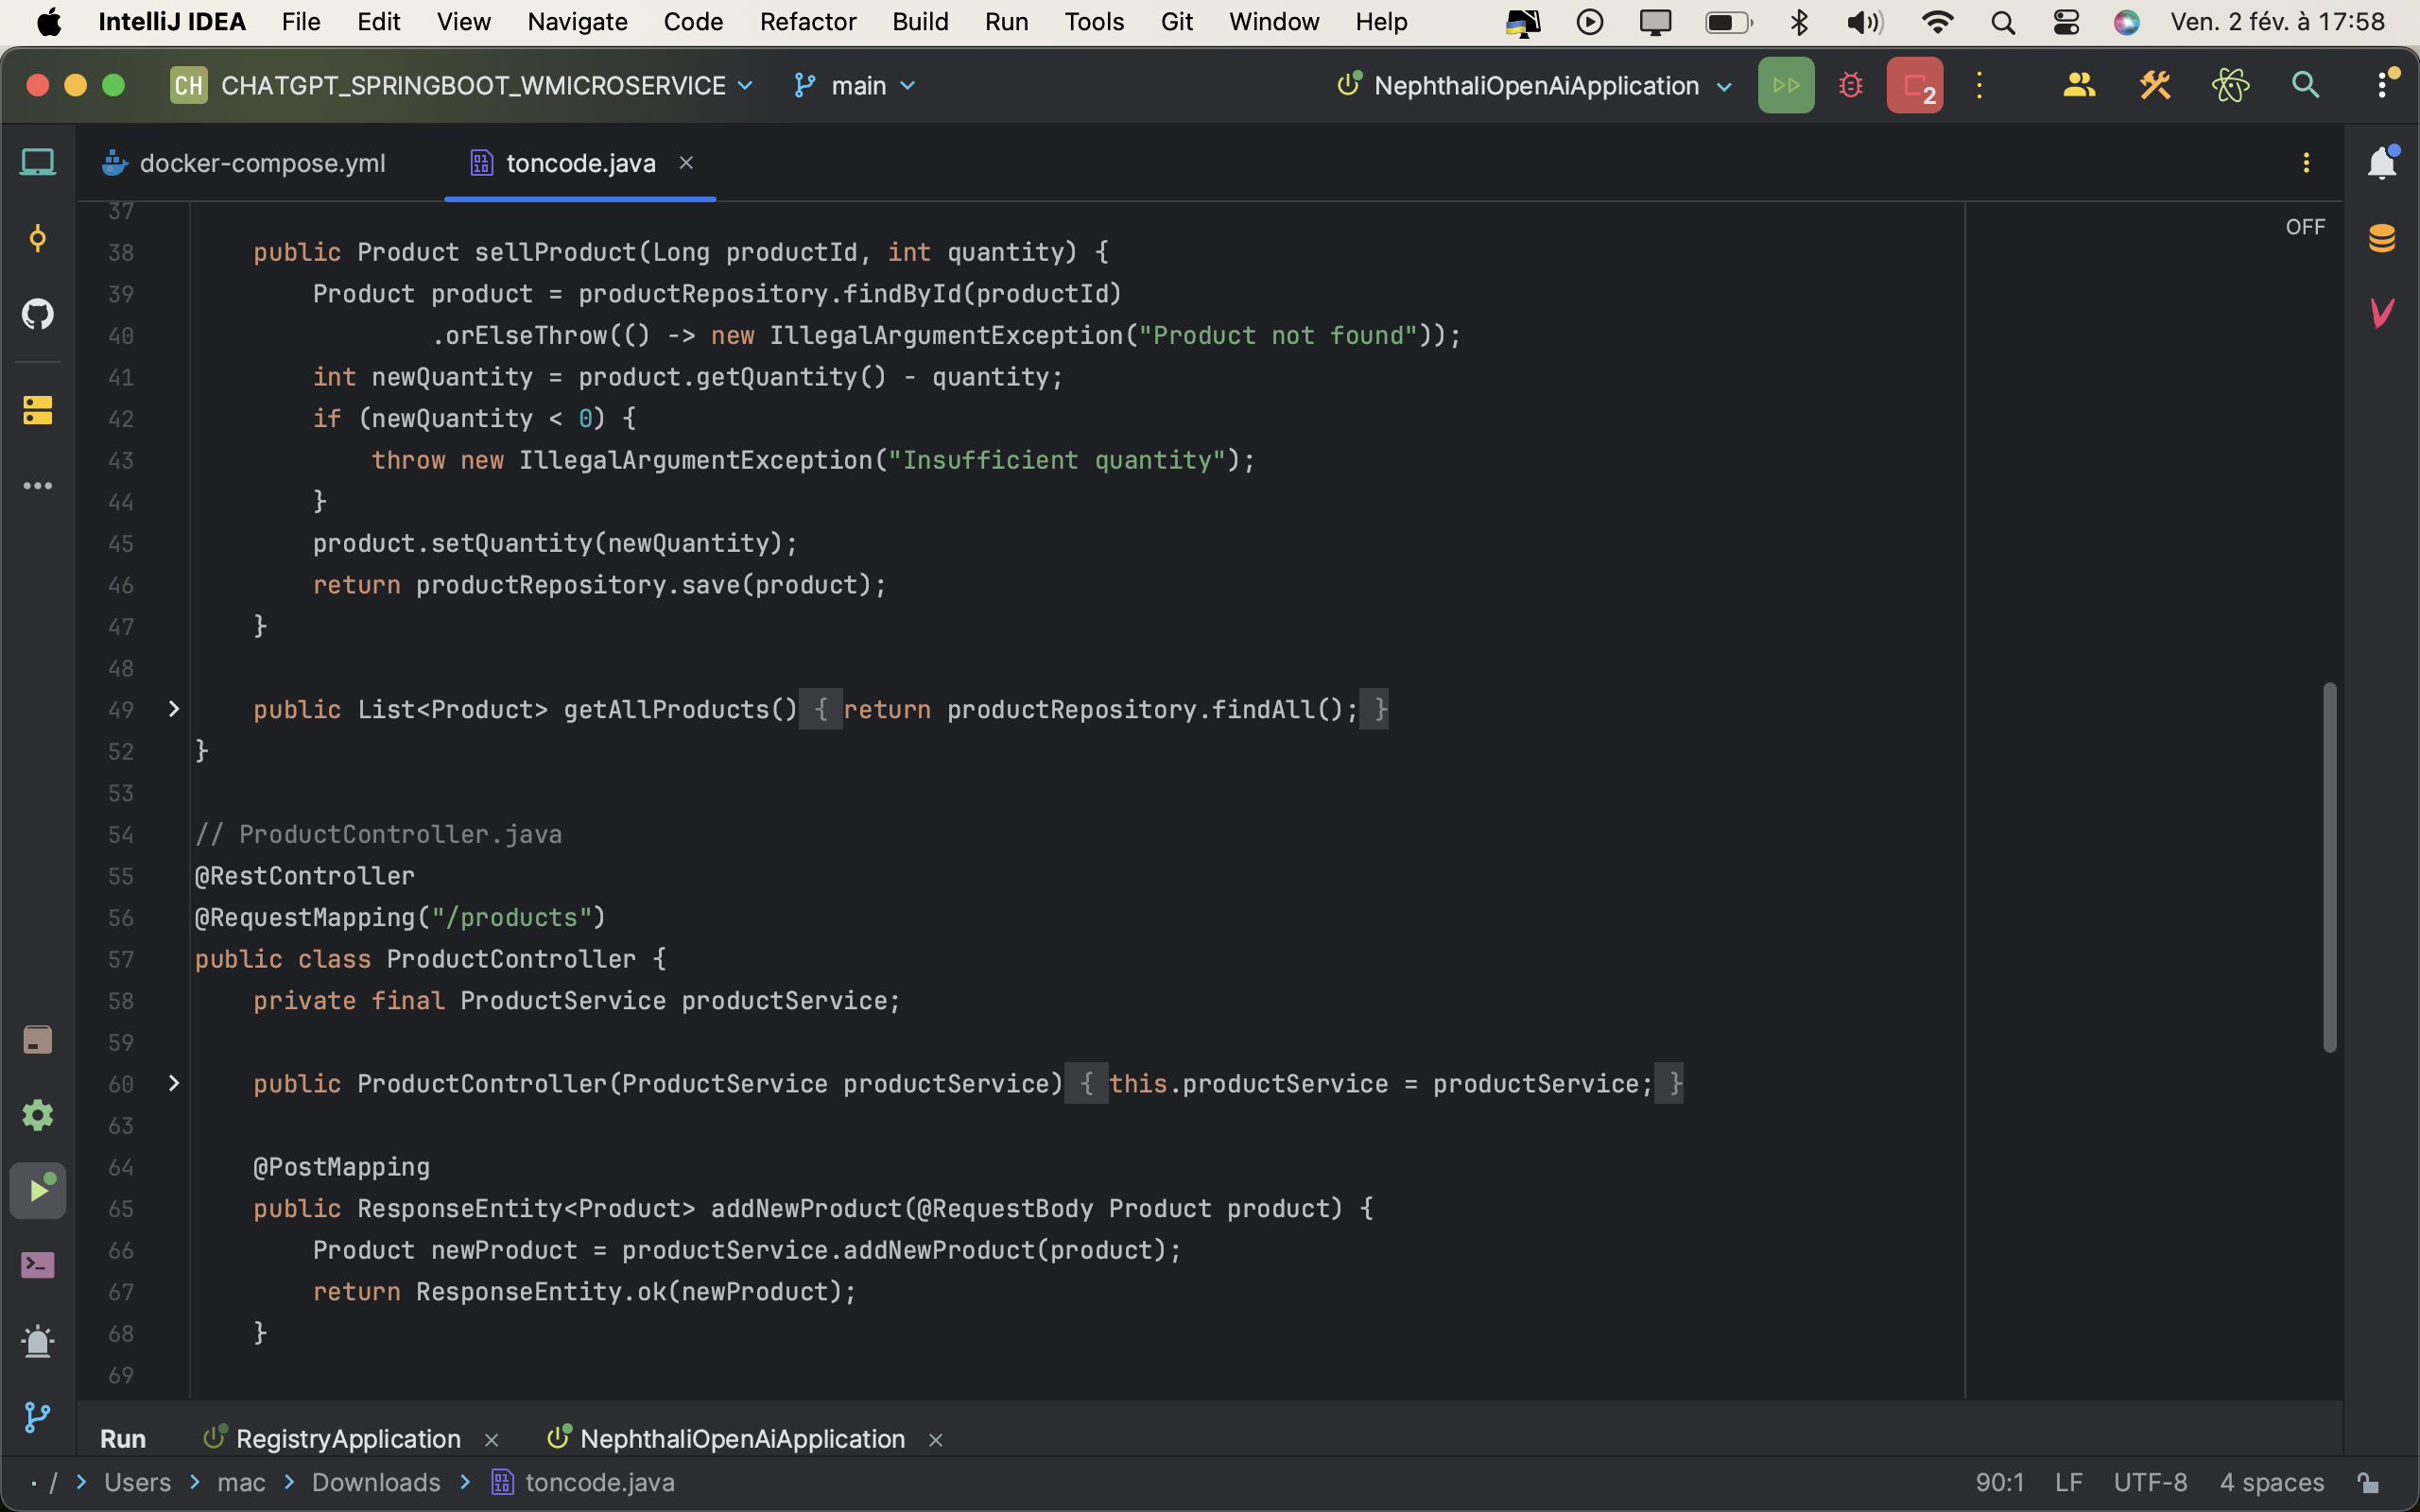 IntelliJ IDEA File Edit View Navigate Code Refactor Build Run Tools Git Window Help Ven. 2 fév. à 17:58
CH CHATGPT_SPRINGBOOT_WMICROSERVICE main NephthaliOpenAiApplication 2
docker-compose.yml toncode.java
OFF
37
38 public Product sellProduct(Long productId, int quantity) {
39 Product product = productRepository.findById(productId)
40 .orElseThrow(() -> new IllegalArgumentException("Product not found"));
41 int newQuantity = product.getQuantity() - quantity;
42 if (newQuantity < 0) {
43 throw new IllegalArgumentException("Insufficient quantity");
44 }
45 product.setQuantity(newQuantity);
46 return productRepository.save(product);
47 }
48
49 public List<Product> getAllProducts() { return productRepository.findAll(); }
52 }
53
54 // ProductController.java
55 @RestController
56 @RequestMapping("/products")
57 public class ProductController {
58 private final ProductService productService;
59
60 public ProductController(ProductService productService) { this.productService = productService; }
63
64 @PostMapping
65 public ResponseEntity<Product> addNewProduct(@RequestBody Product product) {
66 Product newProduct = productService.addNewProduct(product);
67 return ResponseEntity.ok(newProduct);
68 }
69
Run RegistryApplication NephthaliOpenAiApplication
/ > Users > mac > Downloads > toncode.java 90:1 LF UTF-8 4 spaces